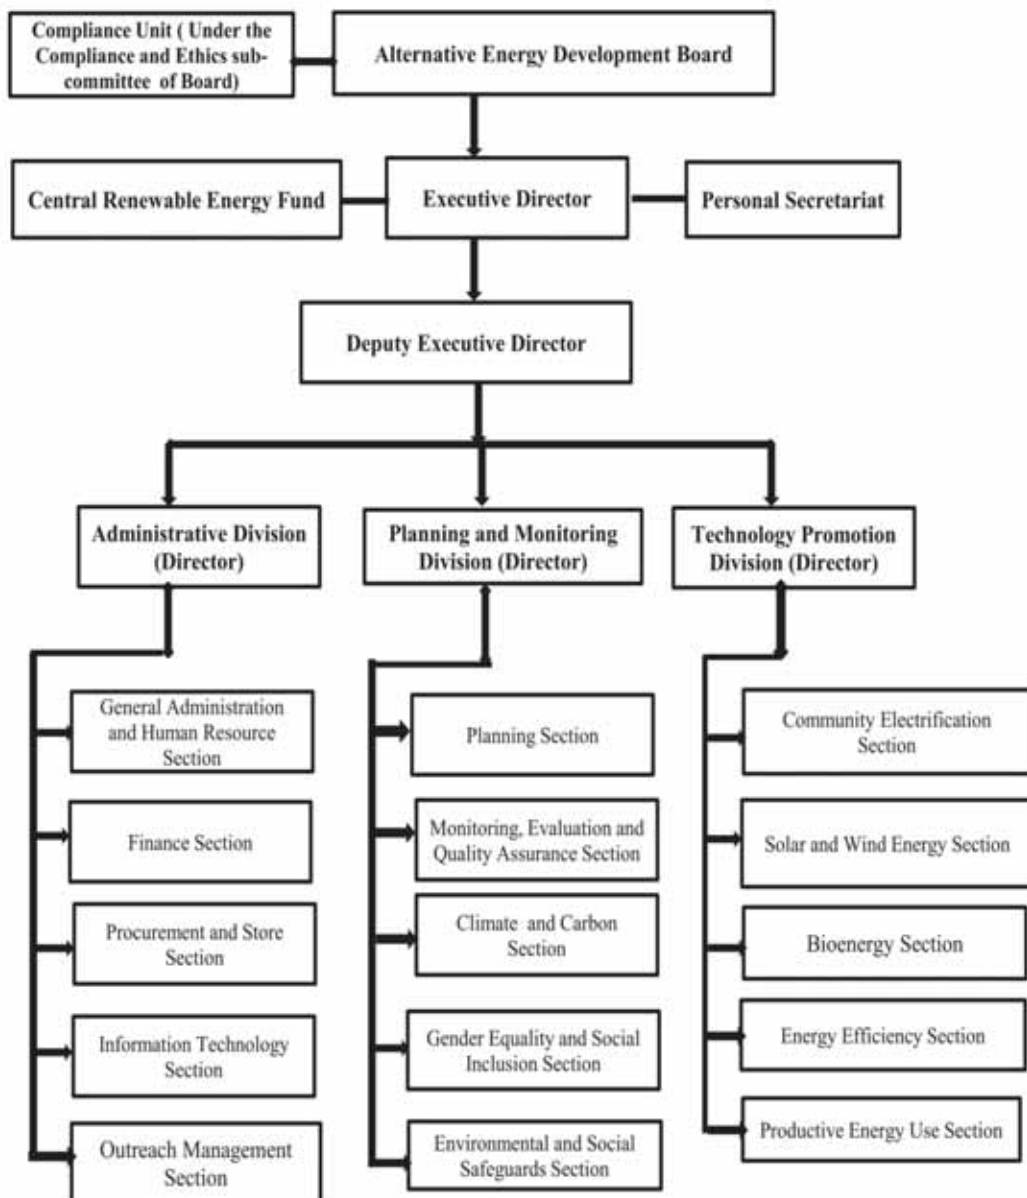 Compliance Unit ( Under the
Compliance and Ethics sub-
committee of Board)
Alternative Energy Development Board
Central Renewable Energy Fund
Executive Director
Personal Secretariat
Deputy Executive Director
Administrative Division
(Director)
Planning and Monitoring
Division (Director)
Technology Promotion
Division (Director)
General Administration
and Human Resource
Section
Finance Section
Procurement and Store
Section
Information Technology
Section
Outreach Management
Section
Planning Section
Monitoring, Evaluation and
Quality Assurance Section
Climate and Carbon
Section
Gender Equality and Social
Inclusion Section
Environmental and Social
Safeguards Section
Community Electrification
Section
Solar and Wind Energy Section
Bioenergy Section
Energy Efficiency Section
Productive Energy Use Section